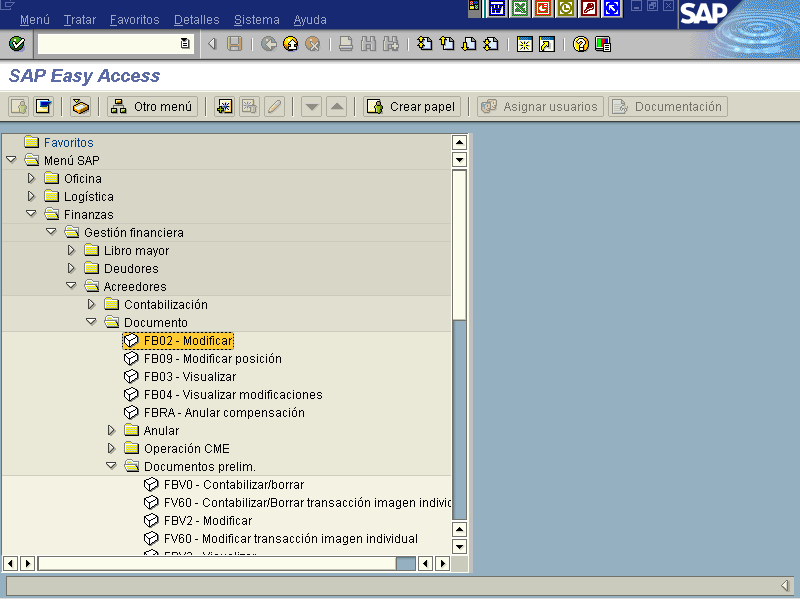 Menú Tratar Favoritos Detalles Sistema Ayuda
SAP
SAP Easy Access
Otro menú Crear papel Asignar usuarios Documentación
Favoritos
Menú SAP
Oficina
Logística
Finanzas
Gestión financiera
Libro mayor
Deudores
Acreedores
Contabilización
Documento
FB02 - Modificar
FB09 - Modificar posición
FB03 - Visualizar
FB04 - Visualizar modificaciones
FBRA - Anular compensación
Anular
Operación CME
Documentos prelim.
FBV0 - Contabilizar/borrar
FV60 - Contabilizar/Borrar transacción imagen individ
FBV2 - Modificar
FV60 - Modificar transacción imagen individual
FBV3 - Visualizar